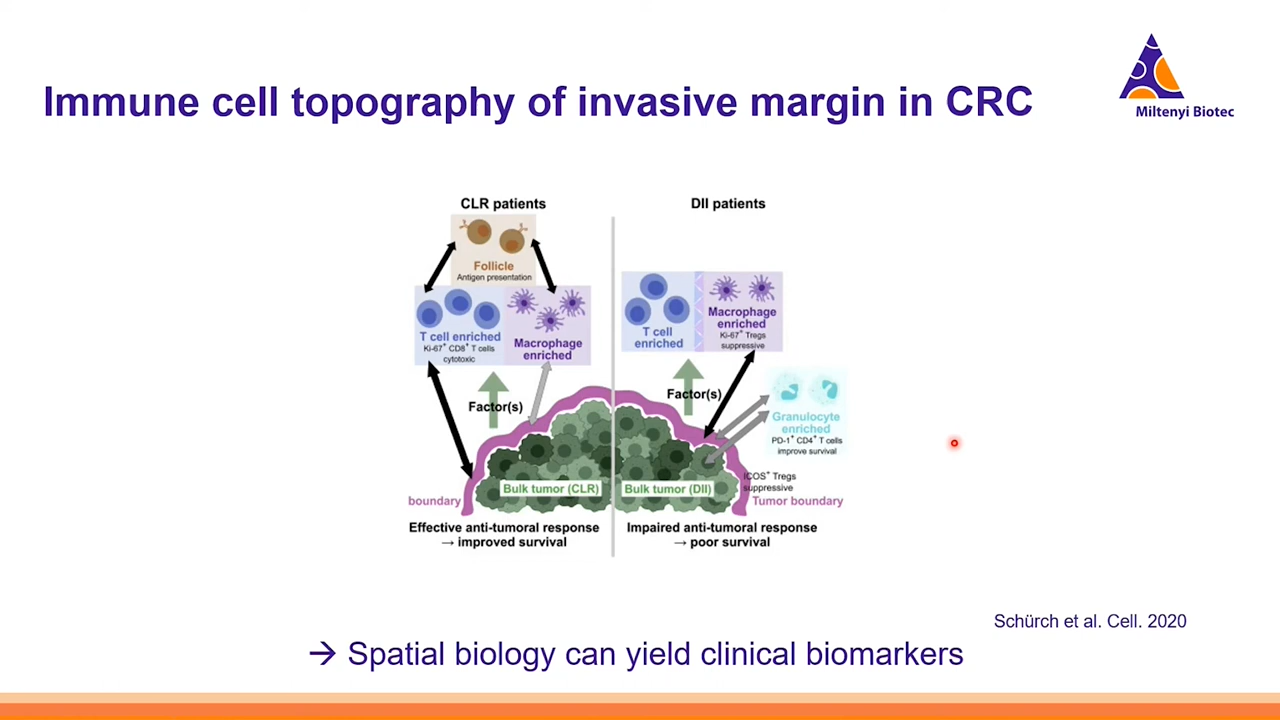 Immune cell topography of invasive margin in CRC
Miltenyi Biotec
CLR patients
Follicle
Antigen presentation
T cell enriched
Ki-67⁺ CD8⁺ T cells
cytotoxic
Macrophage
enriched
Factor(s)
Bulk tumor (CLR)
boundary
Effective anti-tumoral response
→ improved survival
DII patients
T cell
enriched
Macrophage
enriched
Ki-67⁺ Tregs
suppressive
Factor(s)
Granulocyte
enriched
PD-1⁺ CD4⁺ T cells
improve survival
ICOS⁺ Tregs
suppressive
Bulk tumor (DII)
Tumor boundary
Impaired anti-tumoral response
→ poor survival
Schürch et al. Cell. 2020
→ Spatial biology can yield clinical biomarkers